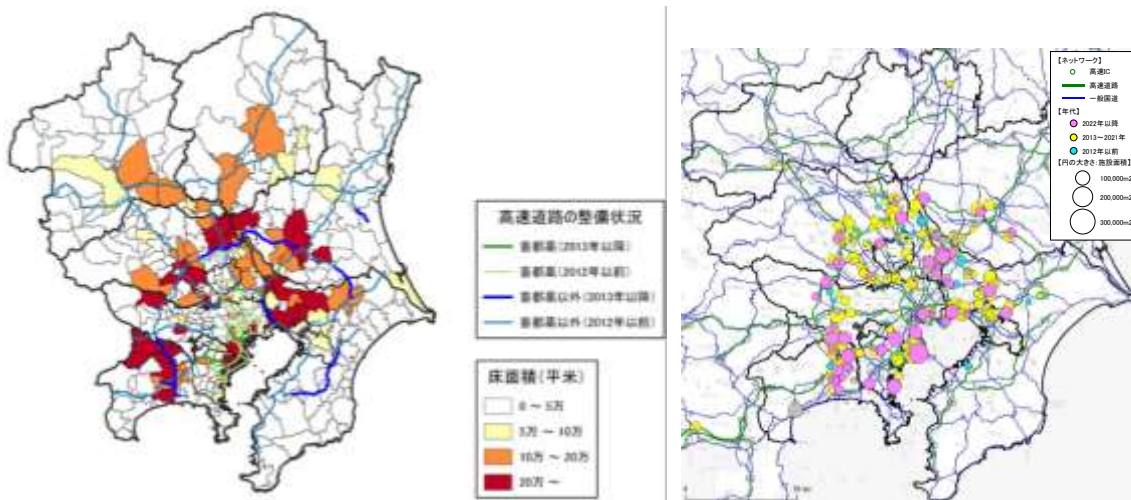 高速道路の整備状況
首都高(2013年以降)
首都高(2012年以前)
首都高以外(2013年以降)
首都高以外(2012年以前)
床面積(平米)
0 ～ 5万
5万 ～ 10万
10万 ～ 20万
20万 ～
【ネットワーク】
高速IC
高速道路
一般国道
【年代】
2022年以降
2013～2021年
2012年以前
【円の大きさ:施設面積】
100,000m2
200,000m2
300,000m2